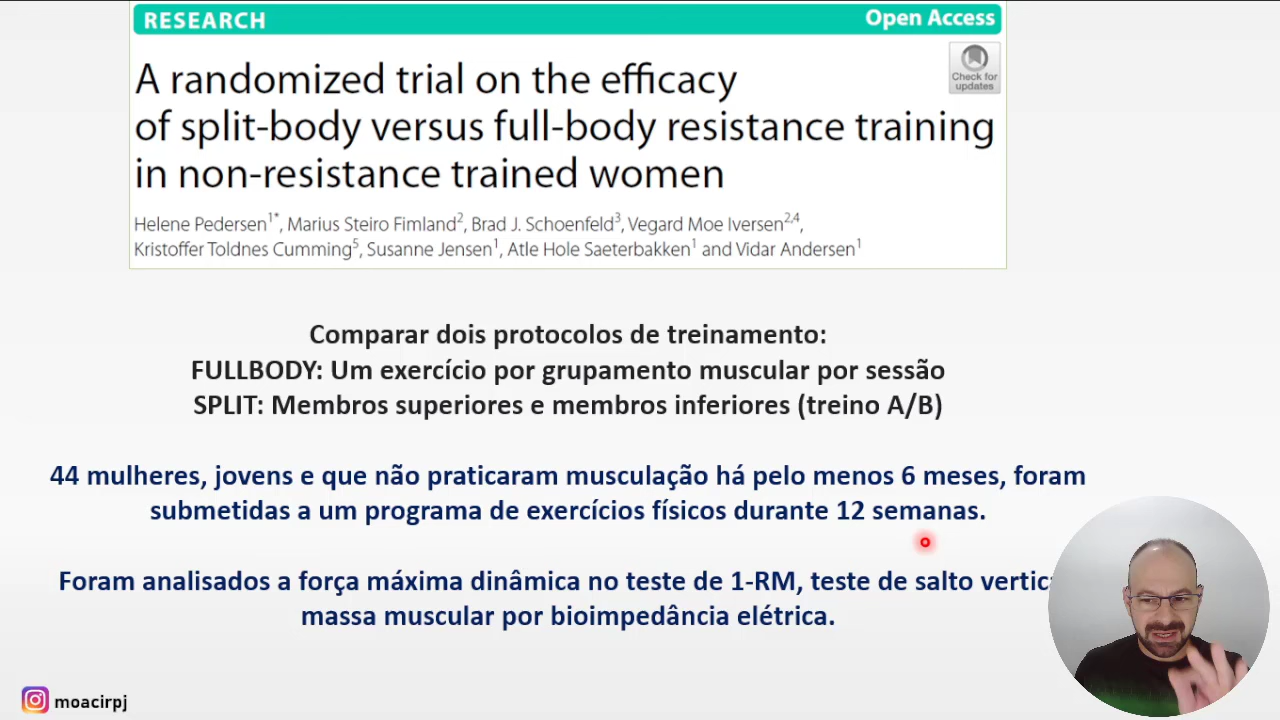 RESEARCH
Open Access
Check for
updates
A randomized trial on the efficacy
of split-body versus full-body resistance training
in non-resistance trained women
Helene Pedersen1*, Marius Steiro Fimland2, Brad J. Schoenfeld3, Vegard Moe Iversen2,4,
Kristoffer Toldnes Cumming5, Susanne Jensen1, Atle Hole Saeterbakken1 and Vidar Andersen1
Comparar dois protocolos de treinamento:
FULLBODY: Um exercício por grupamento muscular por sessão
SPLIT: Membros superiores e membros inferiores (treino A/B)
44 mulheres, jovens e que não praticaram musculação há pelo menos 6 meses, foram
submetidas a um programa de exercícios físicos durante 12 semanas.
Foram analisados a força máxima dinâmica no teste de 1-RM, teste de salto
massa muscular por bioimpedância elétrica.
moacirpj